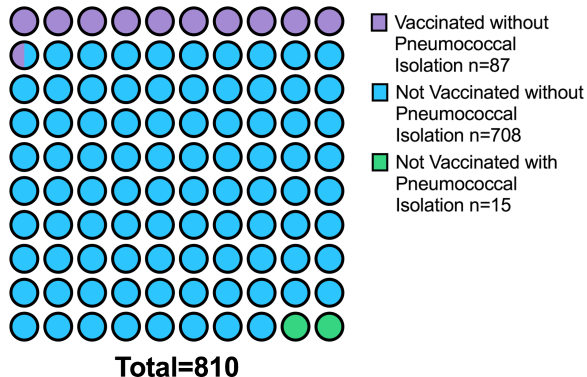 Vaccinated without
Pneumococcal
Isolation n=87
Not Vaccinated without
Pneumococcal
Isolation n=708
Not Vaccinated with
Pneumococcal
Isolation n=15
Total=810